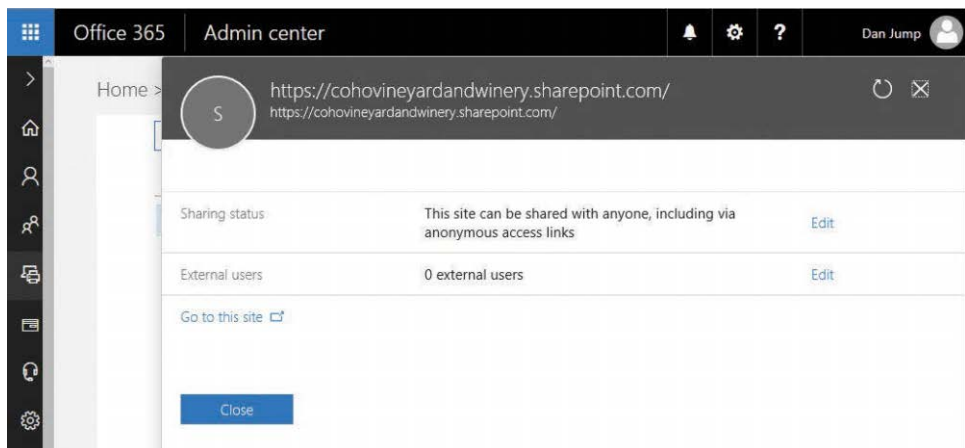 Office 365 Admin center ? Dan Jump
Home >
S
https://cohovineyardandwinery.sharepoint.com/
https://cohovineyardandwinery.sharepoint.com/
Sharing status This site can be shared with anyone, including via
anonymous access links
Edit
External users 0 external users Edit
Go to this site
Close